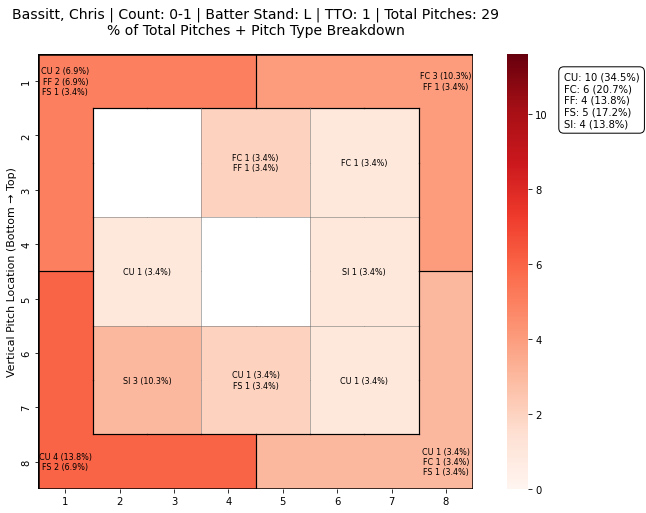 Bassitt, Chris | Count: 0-1 | Batter Stand: L | TTO: 1 | Total Pitches: 29
% of Total Pitches + Pitch Type Breakdown
CU 2 (6.9%)
FF 2 (6.9%)
FS 1 (3.4%)
FC 3 (10.3%)
FF 1 (3.4%)
FC 1 (3.4%)
FF 1 (3.4%)
FC 1 (3.4%)
CU 1 (3.4%)
SI 1 (3.4%)
SI 3 (10.3%)
CU 1 (3.4%)
FS 1 (3.4%)
CU 1 (3.4%)
CU 4 (13.8%)
FS 2 (6.9%)
CU 1 (3.4%)
FC 1 (3.4%)
FS 1 (3.4%)
Vertical Pitch Location (Bottom → Top)
1
2
3
4
5
6
7
8
1
2
3
4
5
6
7
8
10
8
6
4
2
0
CU: 10 (34.5%)
FC: 6 (20.7%)
FF: 4 (13.8%)
FS: 5 (17.2%)
SI: 4 (13.8%)